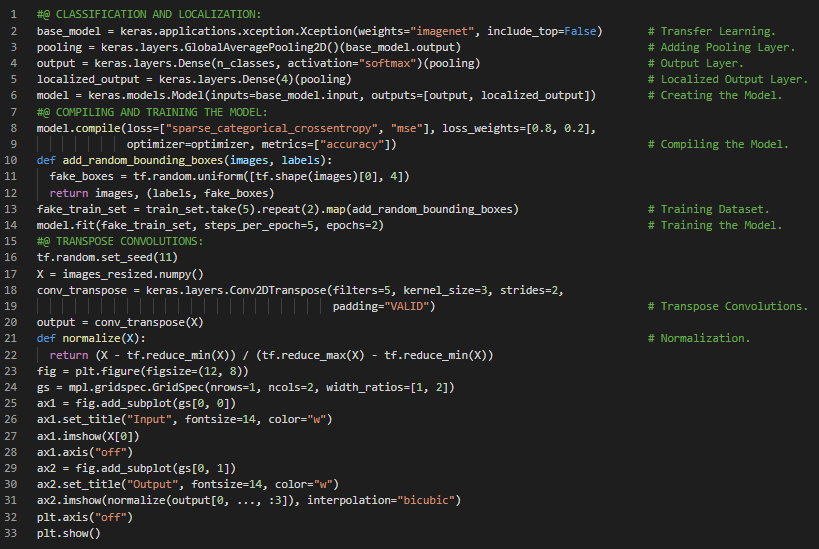 1 #@ CLASSIFICATION AND LOCALIZATION:
2 base_model = keras.applications.xception.Xception(weights="imagenet", include_top=False) # Transfer Learning.
3 pooling = keras.layers.GlobalAveragePooling2D()(base_model.output) # Adding Pooling Layer.
4 output = keras.layers.Dense(n_classes, activation="softmax")(pooling) # Output Layer.
5 localized_output = keras.layers.Dense(4)(pooling) # Localized Output Layer.
6 model = keras.models.Model(inputs=base_model.input, outputs=[output, localized_output]) # Creating the Model.
7 #@ COMPILING AND TRAINING THE MODEL:
8 model.compile(loss=["sparse_categorical_crossentropy", "mse"], loss_weights=[0.8, 0.2],
9 optimizer=optimizer, metrics=["accuracy"]) # Compiling the Model.
10 def add_random_bounding_boxes(images, labels):
11 fake_boxes = tf.random.uniform([tf.shape(images)[0], 4])
12 return images, (labels, fake_boxes)
13 fake_train_set = train_set.take(5).repeat(2).map(add_random_bounding_boxes) # Training Dataset.
14 model.fit(fake_train_set, steps_per_epoch=5, epochs=2) # Training the Model.
15 #@ TRANSPOSE CONVOLUTIONS:
16 tf.random.set_seed(11)
17 X = images_resized.numpy()
18 conv_transpose = keras.layers.Conv2DTranspose(filters=5, kernel_size=3, strides=2,
19 padding="VALID") # Transpose Convolutions.
20 output = conv_transpose(X)
21 def normalize(X): # Normalization.
22 return (X - tf.reduce_min(X)) / (tf.reduce_max(X) - tf.reduce_min(X))
23 fig = plt.figure(figsize=(12, 8))
24 gs = mpl.gridspec.GridSpec(nrows=1, ncols=2, width_ratios=[1, 2])
25 ax1 = fig.add_subplot(gs[0, 0])
26 ax1.set_title("Input", fontsize=14, color="w")
27 ax1.imshow(X[0])
28 ax1.axis("off")
29 ax2 = fig.add_subplot(gs[0, 1])
30 ax2.set_title("Output", fontsize=14, color="w")
31 ax2.imshow(normalize(output[0, ..., :3]), interpolation="bicubic")
32 plt.axis("off")
33 plt.show()